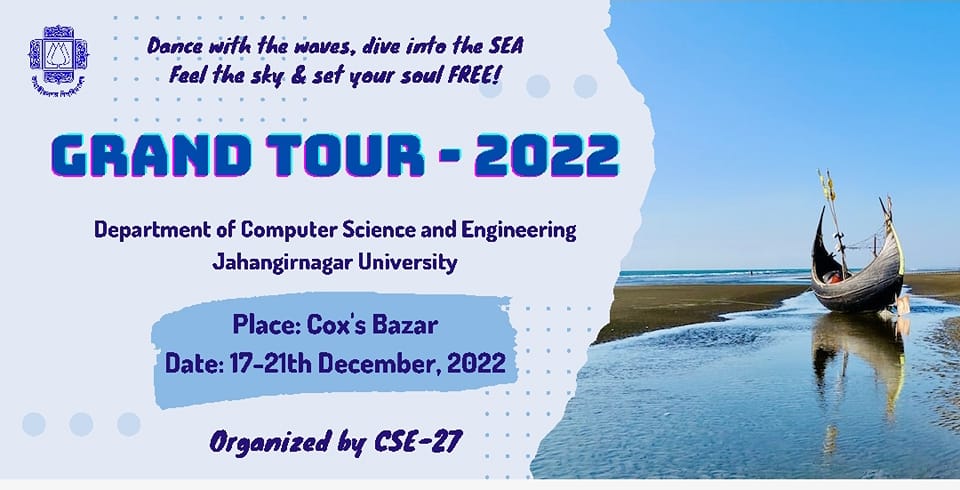 Dance with the waves, dive into the SEA
Feel the sky & set your soul FREE!
GRAND TOUR - 2022
Department of Computer Science and Engineering
Jahangirnagar University
Place: Cox's Bazar
Date: 17-21th December, 2022
Organized by CSE-27